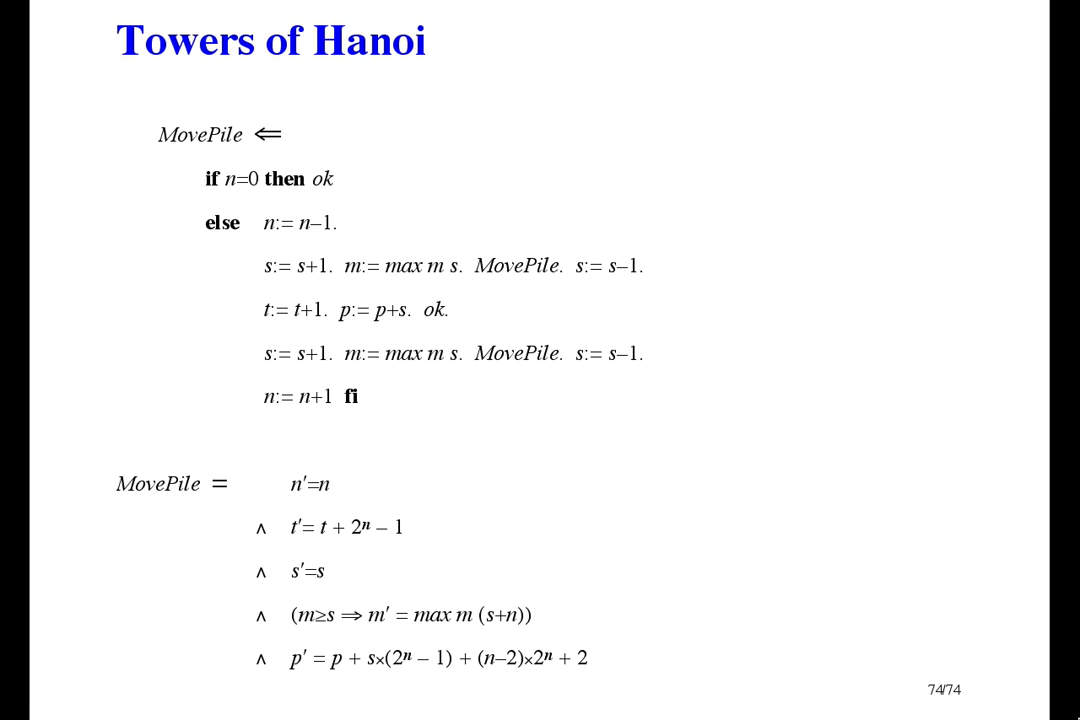 Towers of Hanoi
MovePile ⇐
if n=0 then ok
else n:= n–1.
s:= s+1. m:= max m s. MovePile. s:= s–1.
t:= t+1. p:= p+s. ok.
s:= s+1. m:= max m s. MovePile. s:= s–1.
n:= n+1 fi
MovePile = n′=n
∧ t′= t + 2ⁿ – 1
∧ s′=s
∧ (m≥s ⇒ m′ = max m (s+n))
∧ p′ = p + s×(2ⁿ – 1) + (n–2)×2ⁿ + 2
74/74